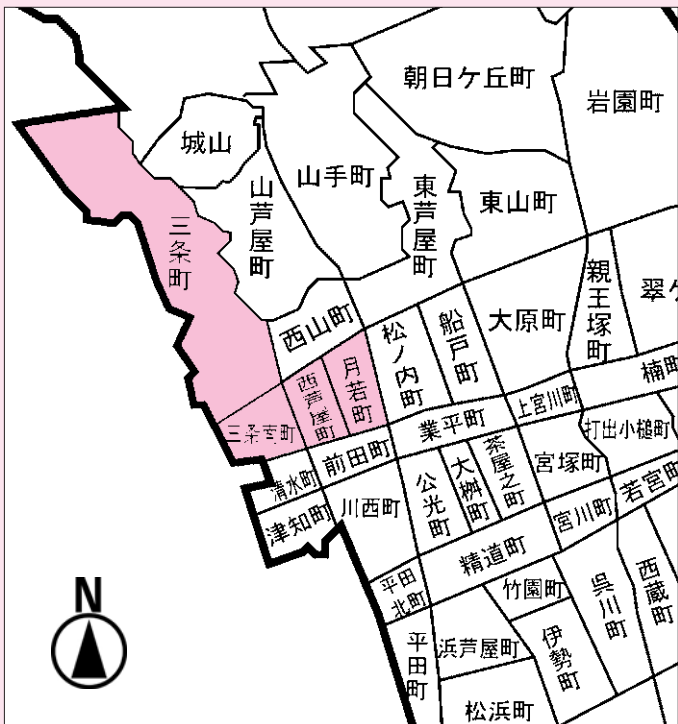 朝日ケ丘町
岩園町
城山
山手町
山芦屋町
東芦屋町
東山町
三条町
親王塚町
翠ケ
西山町
松ノ内町
船戸町
大原町
月若町
西芦屋町
楠町
三条南町
業平町
上宮川町
打出小槌町
前田町
清水町
公光町
大桝町
茶屋之町
宮塚町
若宮町
津知町
川西町
宮川町
精道町
平田北町
竹園町
呉川町
西蔵町
平田町
浜芦屋町
伊勢町
松浜町
N